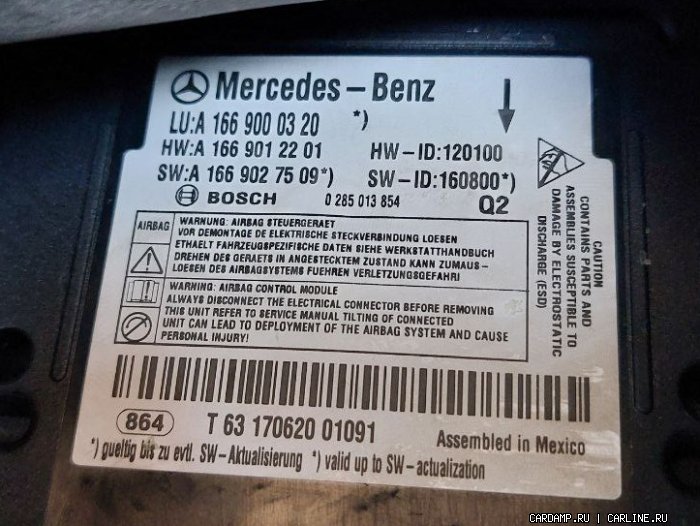 Mercedes-Benz
LU:A 166 900 03 20 *)
HW:A 166 901 22 01 HW-ID:120100
SW:A 166 902 75 09*) SW-ID:160800*)
BOSCH 0 285 013 854 Q2
AIRBAG
WARNUNG: AIRBAG STEUERGERAET
VOR DEMONTAGE DE ELEKTRISCHE STECKVERBINDUNG LOESEN
ETHAELT FAHRZEUGSPEZIFISCHE DATEN SIEHE WERKSTATTHANDBUCH
DREHEN DES GERAETS IN ANGESTECKTEM ZUSTAND KANN ZUMAUS-
LOESEN DES AIRBAGSYSTEMS FUEHREN VERLETZUNGSGEFAHR!
WARNING: AIRBAG CONTROL MODULE
ALWAYS DISCONNECT THE ELECTRICAL CONNECTOR BEFORE REMOVING
THIS UNIT REFER TO SERVICE MANUAL TILTING OF CONNECTED
UNIT CAN LEAD TO DEPLOYMENT OF THE AIRBAG SYSTEM AND CAUSE
PERSONAL INJURY!
CAUTION
CONTAINS PARTS AND
ASSEMBLIES SUSCEPTIBLE TO
DAMAGE BY ELECTROSTATIC
DISCHARGE (ESD)
864 T 63 170620 01091 Assembled in Mexico
*) gueltig bis zu evtl. SW-Aktualisierung *) valid up to SW-actualization
CARDAMP.RU | CARLINE.RU